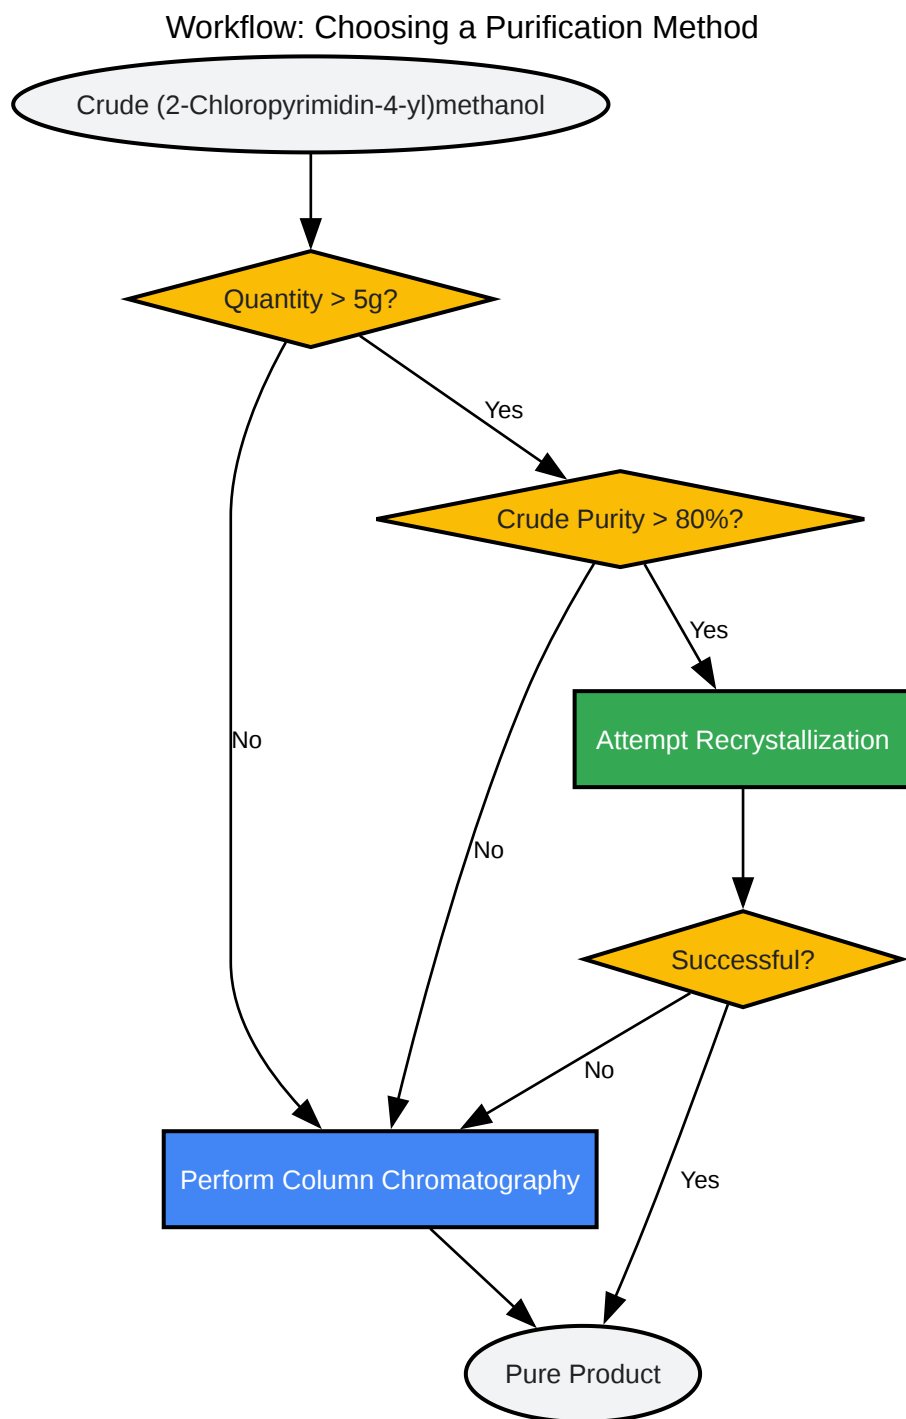 Workflow: Choosing a Purification Method
Crude (2-Chloropyrimidin-4-yl)methanol
Quantity > 5g?
Yes
Crude Purity > 80%?
Yes
No
Attempt Recrystallization
No
Successful?
No
Perform Column Chromatography
Yes
Pure Product